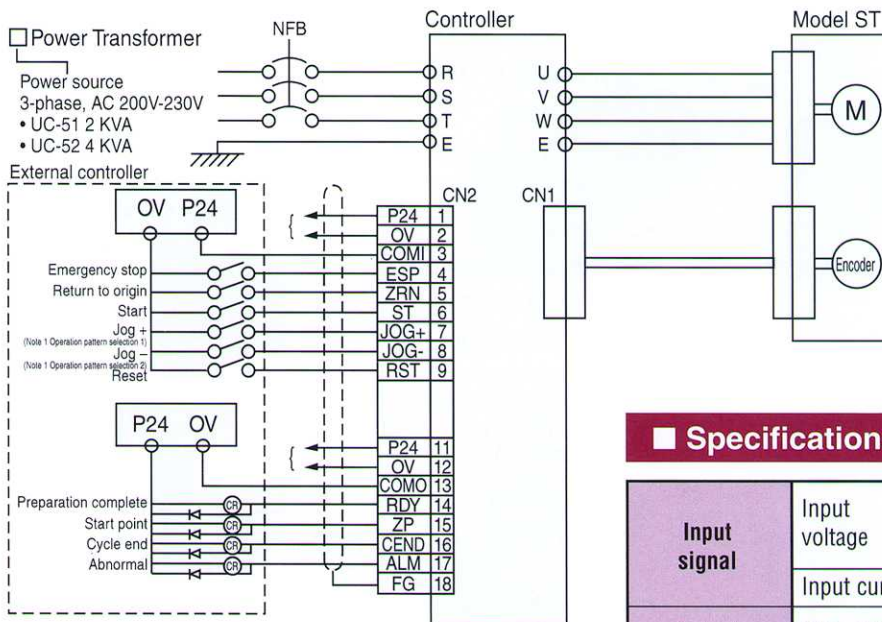 □ Power Transformer
Power source
3-phase, AC 200V-230V
• UC-51 2 KVA
• UC-52 4 KVA
NFB
Controller
Model ST
R
S
T
E
U
V
W
E
M
External controller
OV P24
CN2
CN1
P24 1
OV 2
COMI 3
Emergency stop ESP 4
Return to origin ZRN 5
Start ST 6
Jog + JOG+ 7
(Note 1 Operation pattern selection 1)
Jog – JOG- 8
(Note 1 Operation pattern selection 2)
Reset RST 9
Encoder
P24 OV
P24 11
OV 12
COMO 13
Preparation complete CR RDY 14
Start point CR ZP 15
Cycle end CR CEND 16
Abnormal CR ALM 17
FG 18
■ Specification
Input signal
Input voltage
Input cur